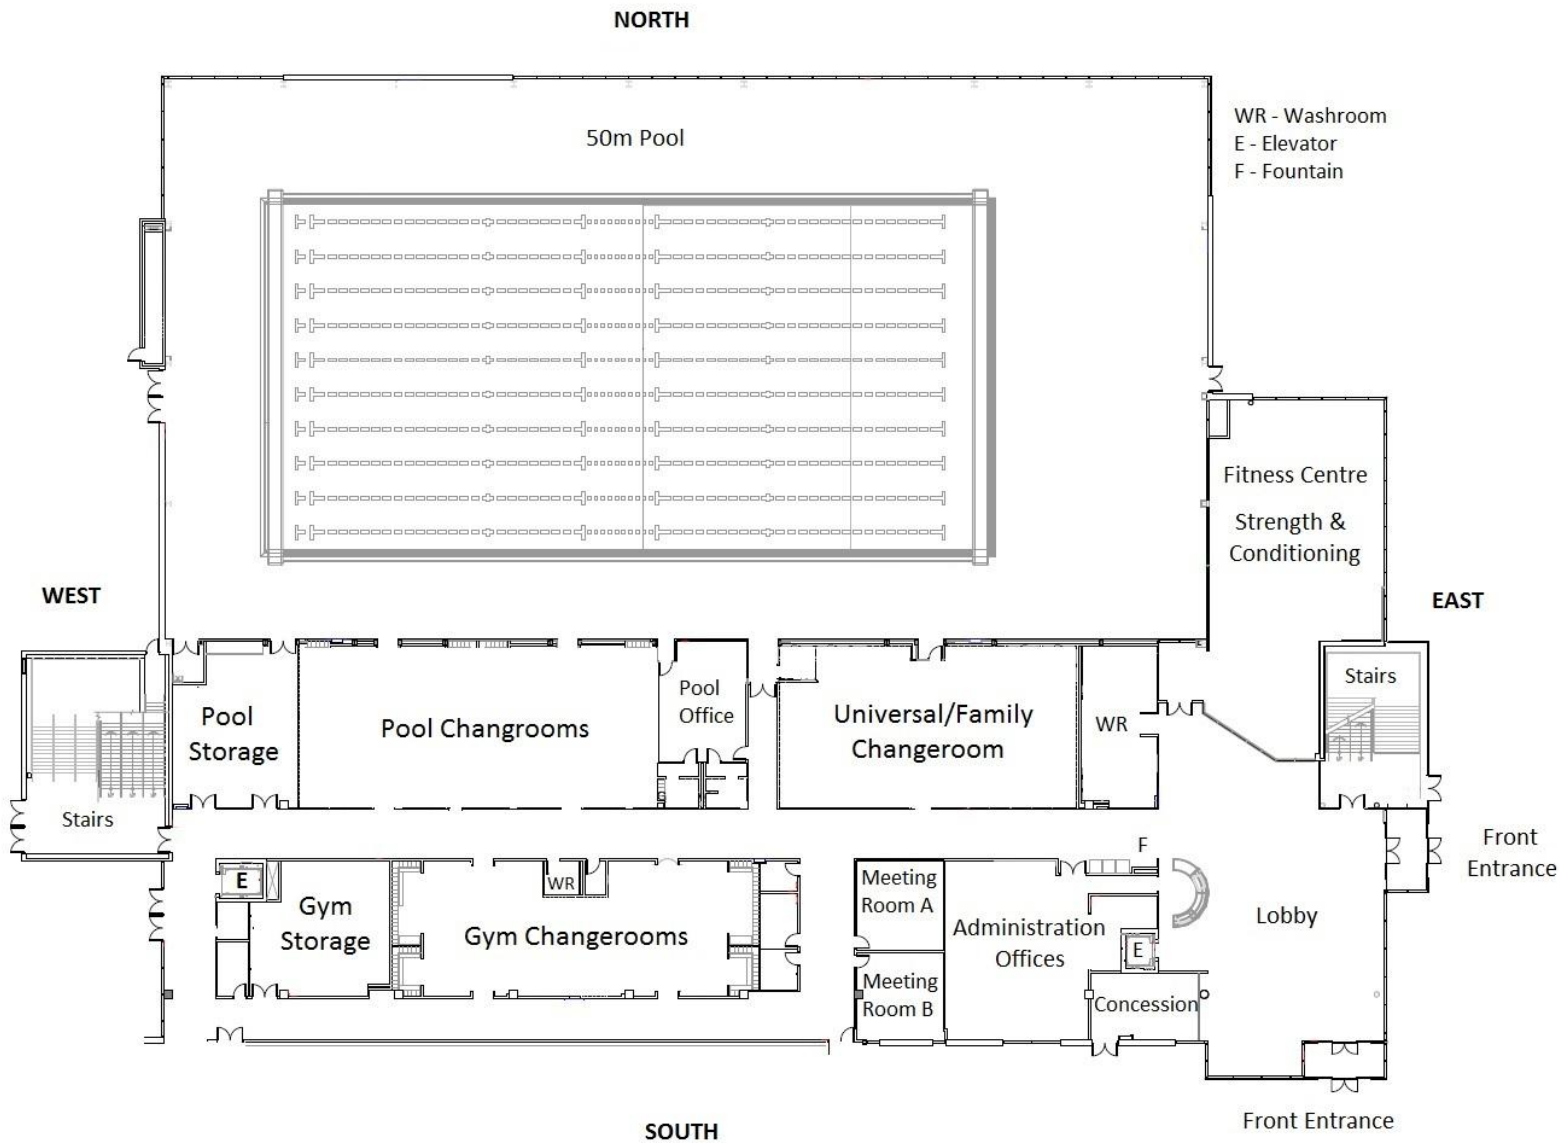 NORTH
50m Pool
WR - Washroom
E - Elevator
F - Fountain
Fitness Centre
Strength &
Conditioning
WEST
EAST
Stairs
Pool
Storage
Pool Changrooms
Pool
Office
Universal/Family
Changeroom
WR
Stairs
Front
Entrance
F
E
Gym
Storage
WR
Gym Changerooms
Meeting
Room A
Administration
Offices
E
Lobby
Meeting
Room B
Concession
Front Entrance
SOUTH